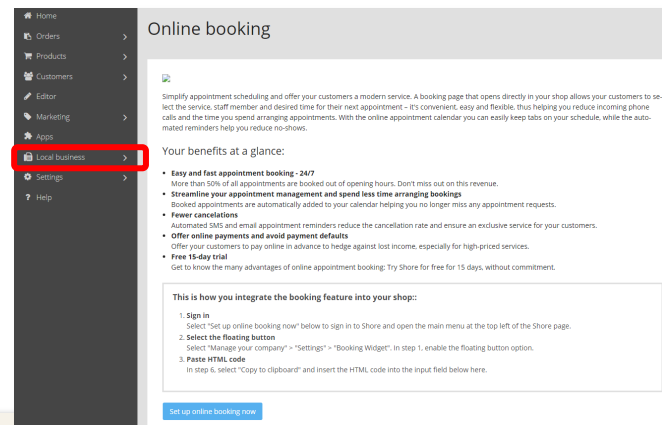 Home
Orders
Products
Customers
Editor
Marketing
Apps
Local business
Settings
? Help
Online booking
Simplify appointment scheduling and offer your customers a modern service. A booking page that opens directly in your shop allows your customers to se-
lect the service, staff member and desired time for their next appointment – it's convenient, easy and flexible, thus helping you reduce incoming phone
calls and the time you spend arranging appointments. With the online appointment calendar you can easily keep tabs on your schedule, while the auto-
mated reminders help you reduce no-shows.
Your benefits at a glance:
• Easy and fast appointment booking - 24/7
More than 50% of all appointments are booked out of opening hours. Don't miss out on this revenue.
• Streamline your appointment management and spend less time arranging bookings
Booked appointments are automatically added to your calendar helping you no longer miss any appointment requests.
• Fewer cancelations
Automated SMS and email appointment reminders reduce the cancellation rate and ensure an exclusive service for your customers.
• Offer online payments and avoid payment defaults
Offer your customers to pay online in advance to hedge against lost income, especially for high-priced services.
• Free 15-day trial
Get to know the many advantages of online appointment booking: Try Shore for free for 15 days, without commitment.
This is how you integrate the booking feature into your shop::
1. Sign in
Select "Set up online booking now" below to sign in to Shore and open the main menu at the top left of the Shore page.
2. Select the floating button
Select "Manage your company" > "Settings" > "Booking Widget". In step 1, enable the floating button option.
3. Paste HTML code
In step 6, select "Copy to clipboard" and insert the HTML code into the input field below here.
Set up online booking now